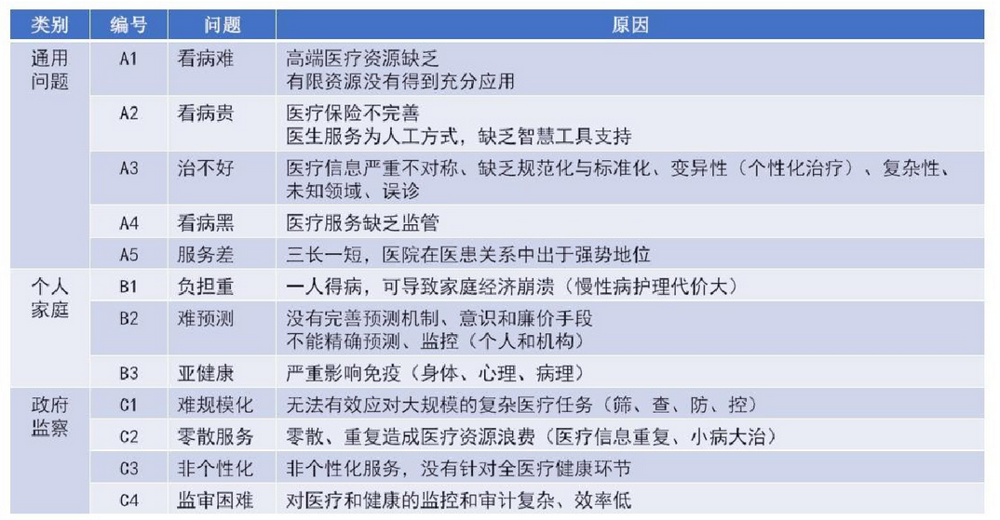 类别 编号 问题 原因
通用问题 A1 看病难 高端医疗资源缺乏
有限资源没有得到充分应用
A2 看病贵 医疗保险不完善
医生服务为人工方式，缺乏智慧工具支持
A3 治不好 医疗信息严重不对称、缺乏规范化与标准化、变异性（个性化治疗）、复杂性、
未知领域、误诊
A4 看病黑 医疗服务缺乏监管
A5 服务差 三长一短，医院在医患关系中出于强势地位
个人家庭 B1 负担重 一人得病，可导致家庭经济崩溃（慢性病护理代价大）
B2 难预测 没有完善预测机制、意识和廉价手段
不能精确预测、监控（个人和机构）
B3 亚健康 严重影响免疫（身体、心理、病理）
政府监察 C1 难规模化 无法有效应对大规模的复杂医疗任务（筛、查、防、控）
C2 零散服务 零散、重复造成医疗资源浪费（医疗信息重复、小病大治）
C3 非个性化 非个性化服务，没有针对全医疗健康环节
C4 监审困难 对医疗和健康的监控和审计复杂、效率低